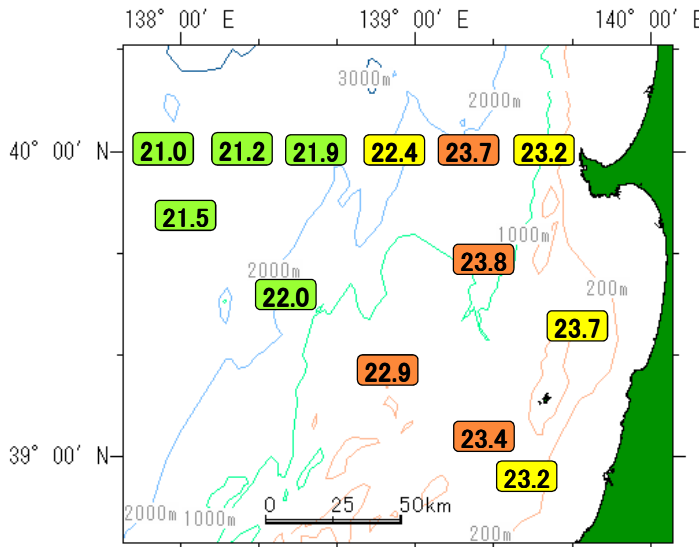 138° 00′ E 139° 00′ E 140° 00′ E
3000m
2000m
40° 00′ N 21.0 21.2 21.9 22.4 23.7 23.2
21.5
1000m
23.8
2000m
22.0
200m
23.7
22.9
39° 00′ N
23.4
23.2
0 25 50km
2000m 1000m
200m